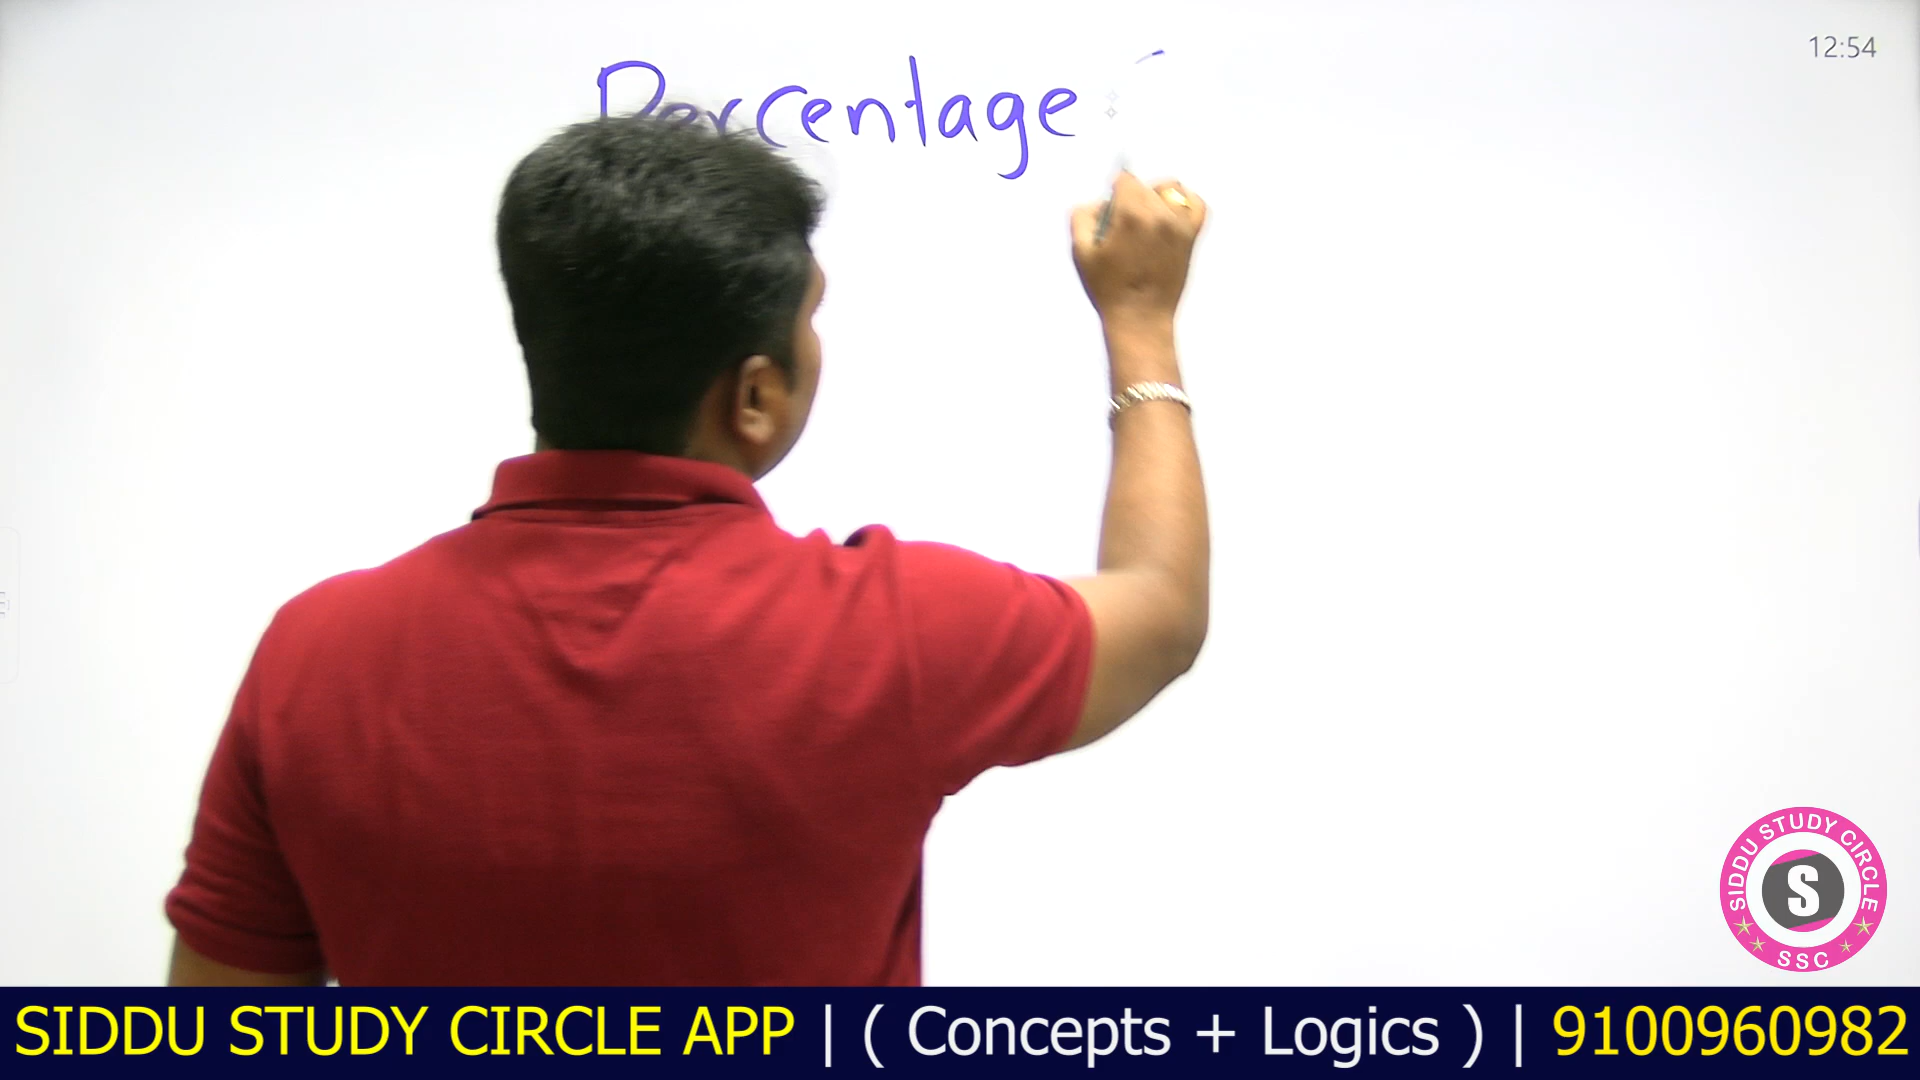 12:54
Percentage :
SIDDU STUDY CIRCLE
S
SSC
SIDDU STUDY CIRCLE APP | ( Concepts + Logics ) | 9100960982